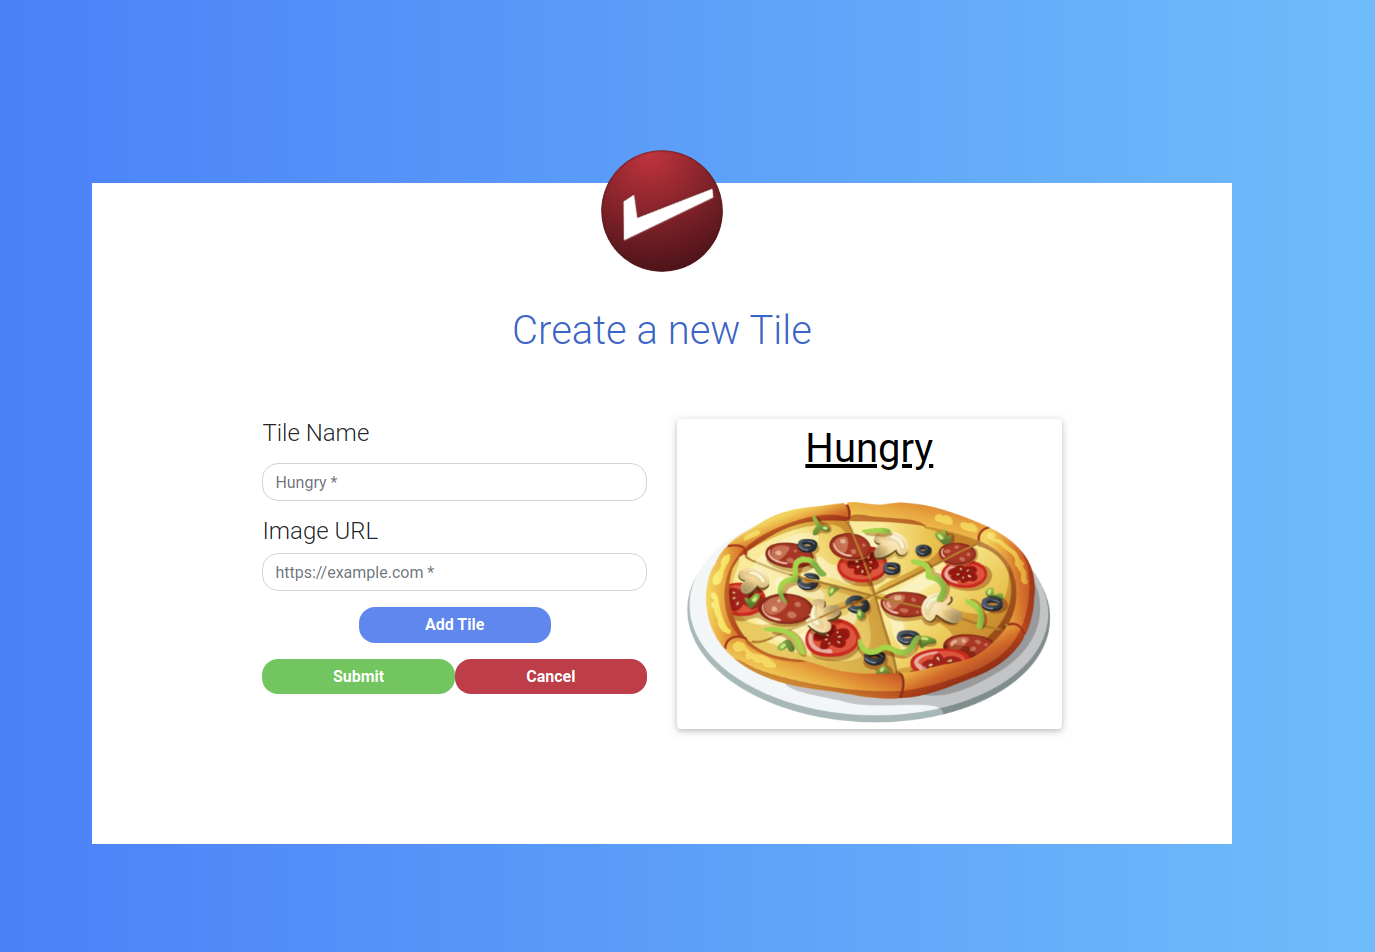 Create a new Tile
Tile Name
Hungry *
Image URL
https://example.com *
Add Tile
Submit
Cancel
Hungry